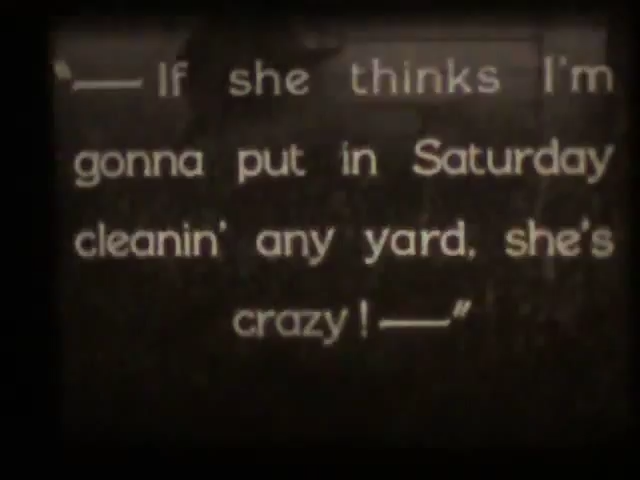 "—If she thinks I'm
gonna put in Saturday
cleanin' any yard, she's
crazy!—"